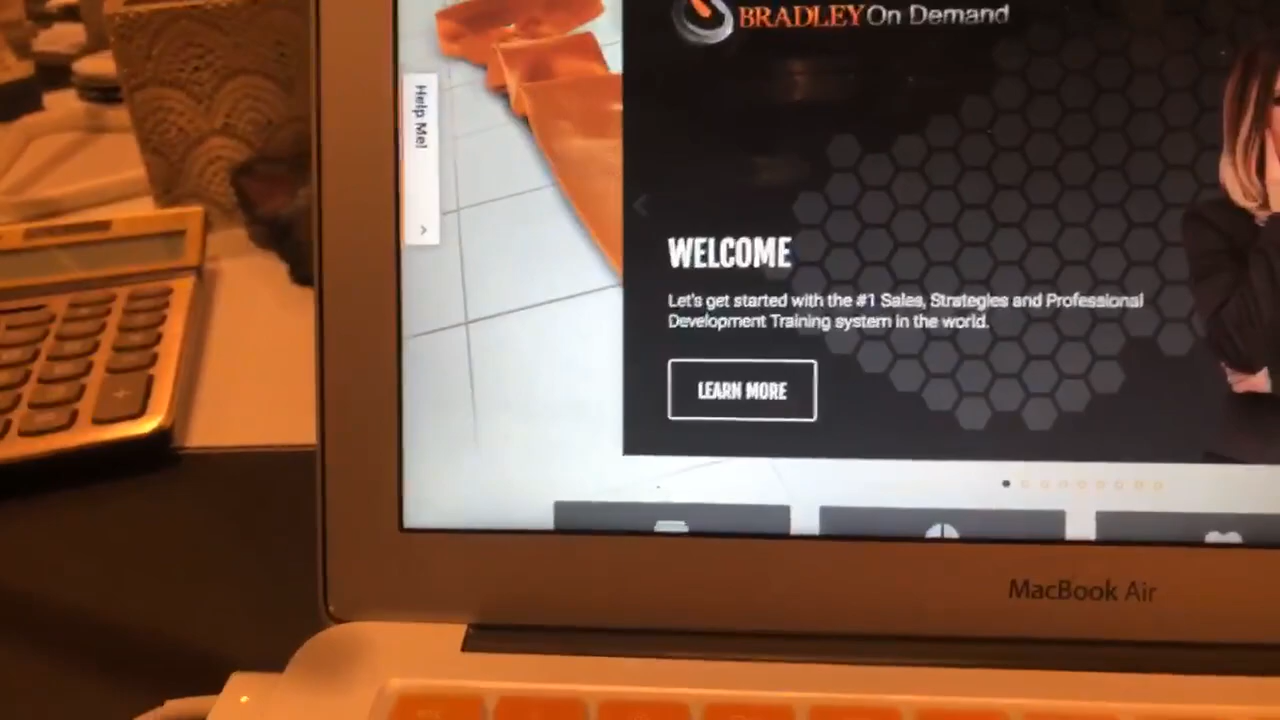 BRADLEY On Demand
Help Me!
WELCOME
Let's get started with the #1 Sales, Strategies and Professional
Development Training system in the world.
LEARN MORE
MacBook Air